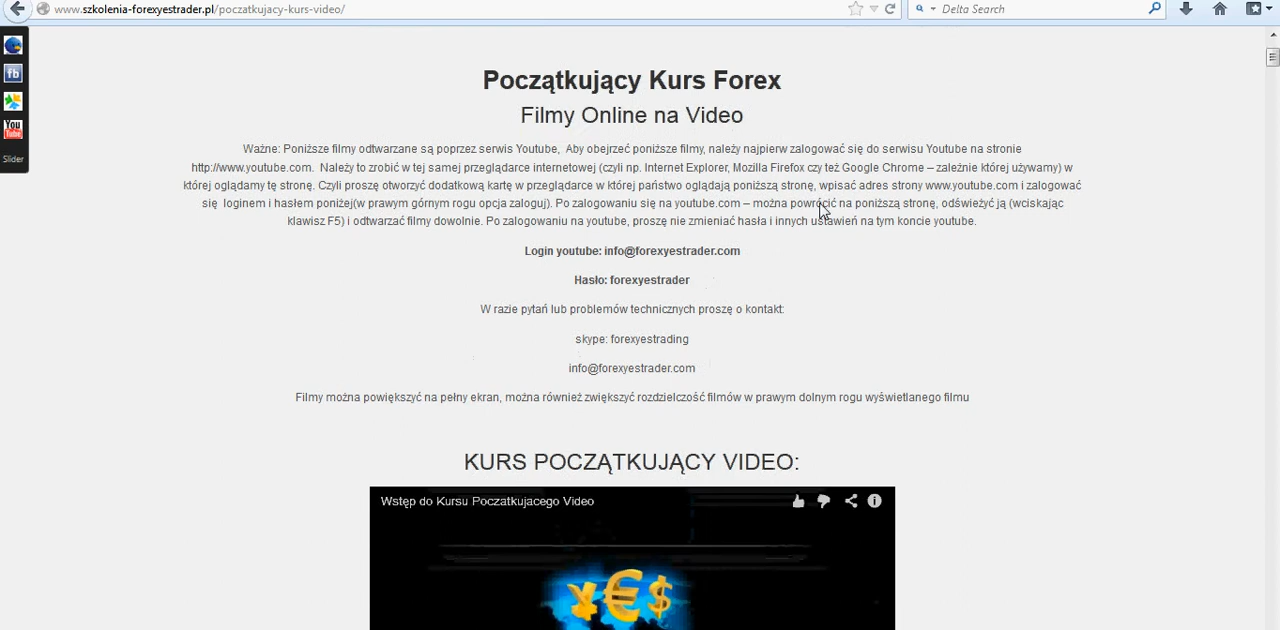 www.szkolenia-forexyestrader.pl/poczatkujacy-kurs-video/
Delta Search
fb
You
Tube
Slider
Początkujący Kurs Forex
Filmy Online na Video
Ważne: Poniższe filmy odtwarzane są poprzez serwis Youtube,  Aby obejrzeć poniższe filmy, należy najpierw zalogować się do serwisu Youtube na stronie
http://www.youtube.com.  Należy to zrobić w tej samej przeglądarce internetowej (czyli np. Internet Explorer, Mozilla Firefox czy też Google Chrome – zależnie której używamy) w
której oglądamy tę stronę. Czyli proszę otworzyć dodatkową kartę w przeglądarce w której państwo oglądają poniższą stronę, wpisać adres strony www.youtube.com i zalogować
się  loginem i hasłem poniżej(w prawym górnym rogu opcja zaloguj). Po zalogowaniu się na youtube.com – można powrócić na poniższą stronę, odświeżyć ją (wciskając
klawisz F5) i odtwarzać filmy dowolnie. Po zalogowaniu na youtube, proszę nie zmieniać hasła i innych ustawień na tym koncie youtube.
Login youtube: info@forexyestrader.com
Hasło: forexyestrader
W razie pytań lub problemów technicznych proszę o kontakt:
skype: forexyestrading
info@forexyestrader.com
Filmy można powiększyć na pełny ekran, można również zwiększyć rozdzielczość filmów w prawym dolnym rogu wyświetlanego filmu
KURS POCZĄTKUJĄCY VIDEO:
Wstęp do Kursu Poczatkujacego Video
¥€$